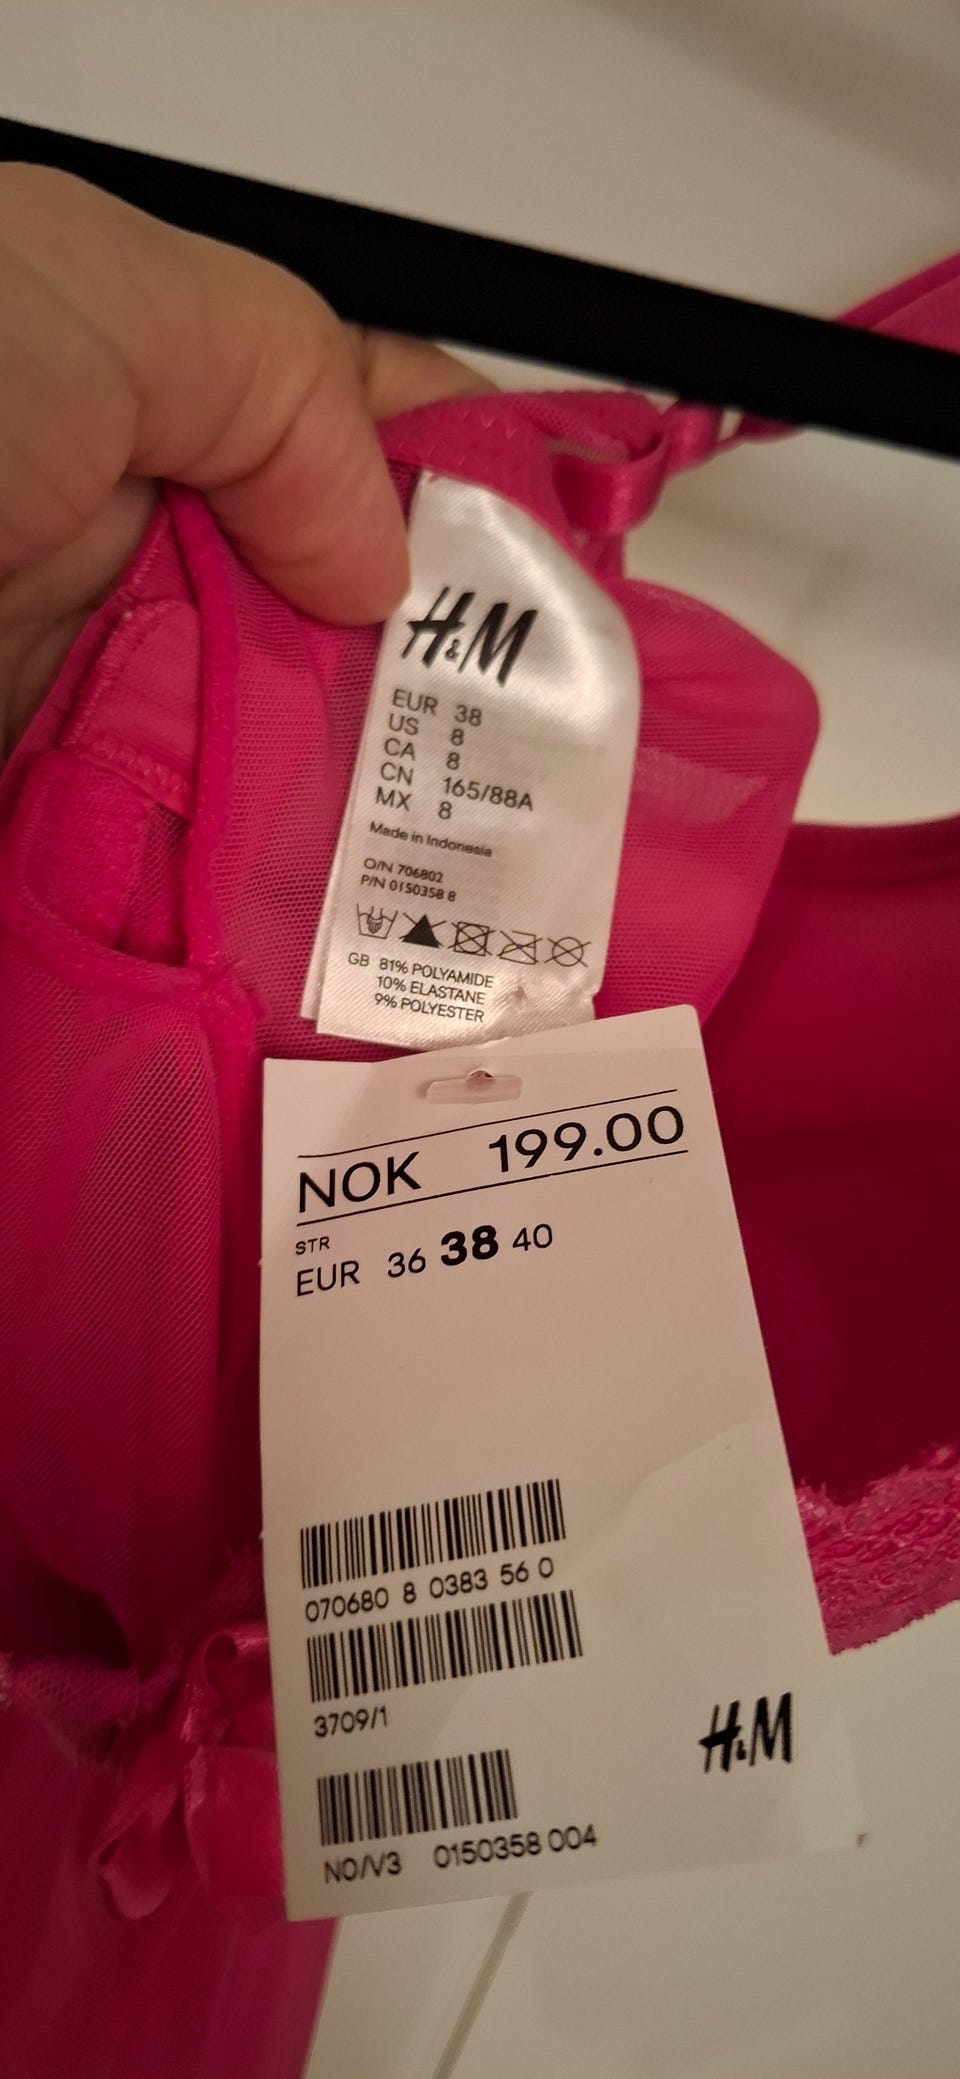 H&M
EUR 38
US 8
CA 8
CN 165/88A
MX 8
Made in Indonesia
O/N 706802
P/N 0150358 8
GB 81% POLYAMIDE
10% ELASTANE
9% POLYESTER
NOK 199.00
STR
EUR 36 38 40
070680 8 0383 56 0
3709/1
H&M
NO/V3 0150358 004